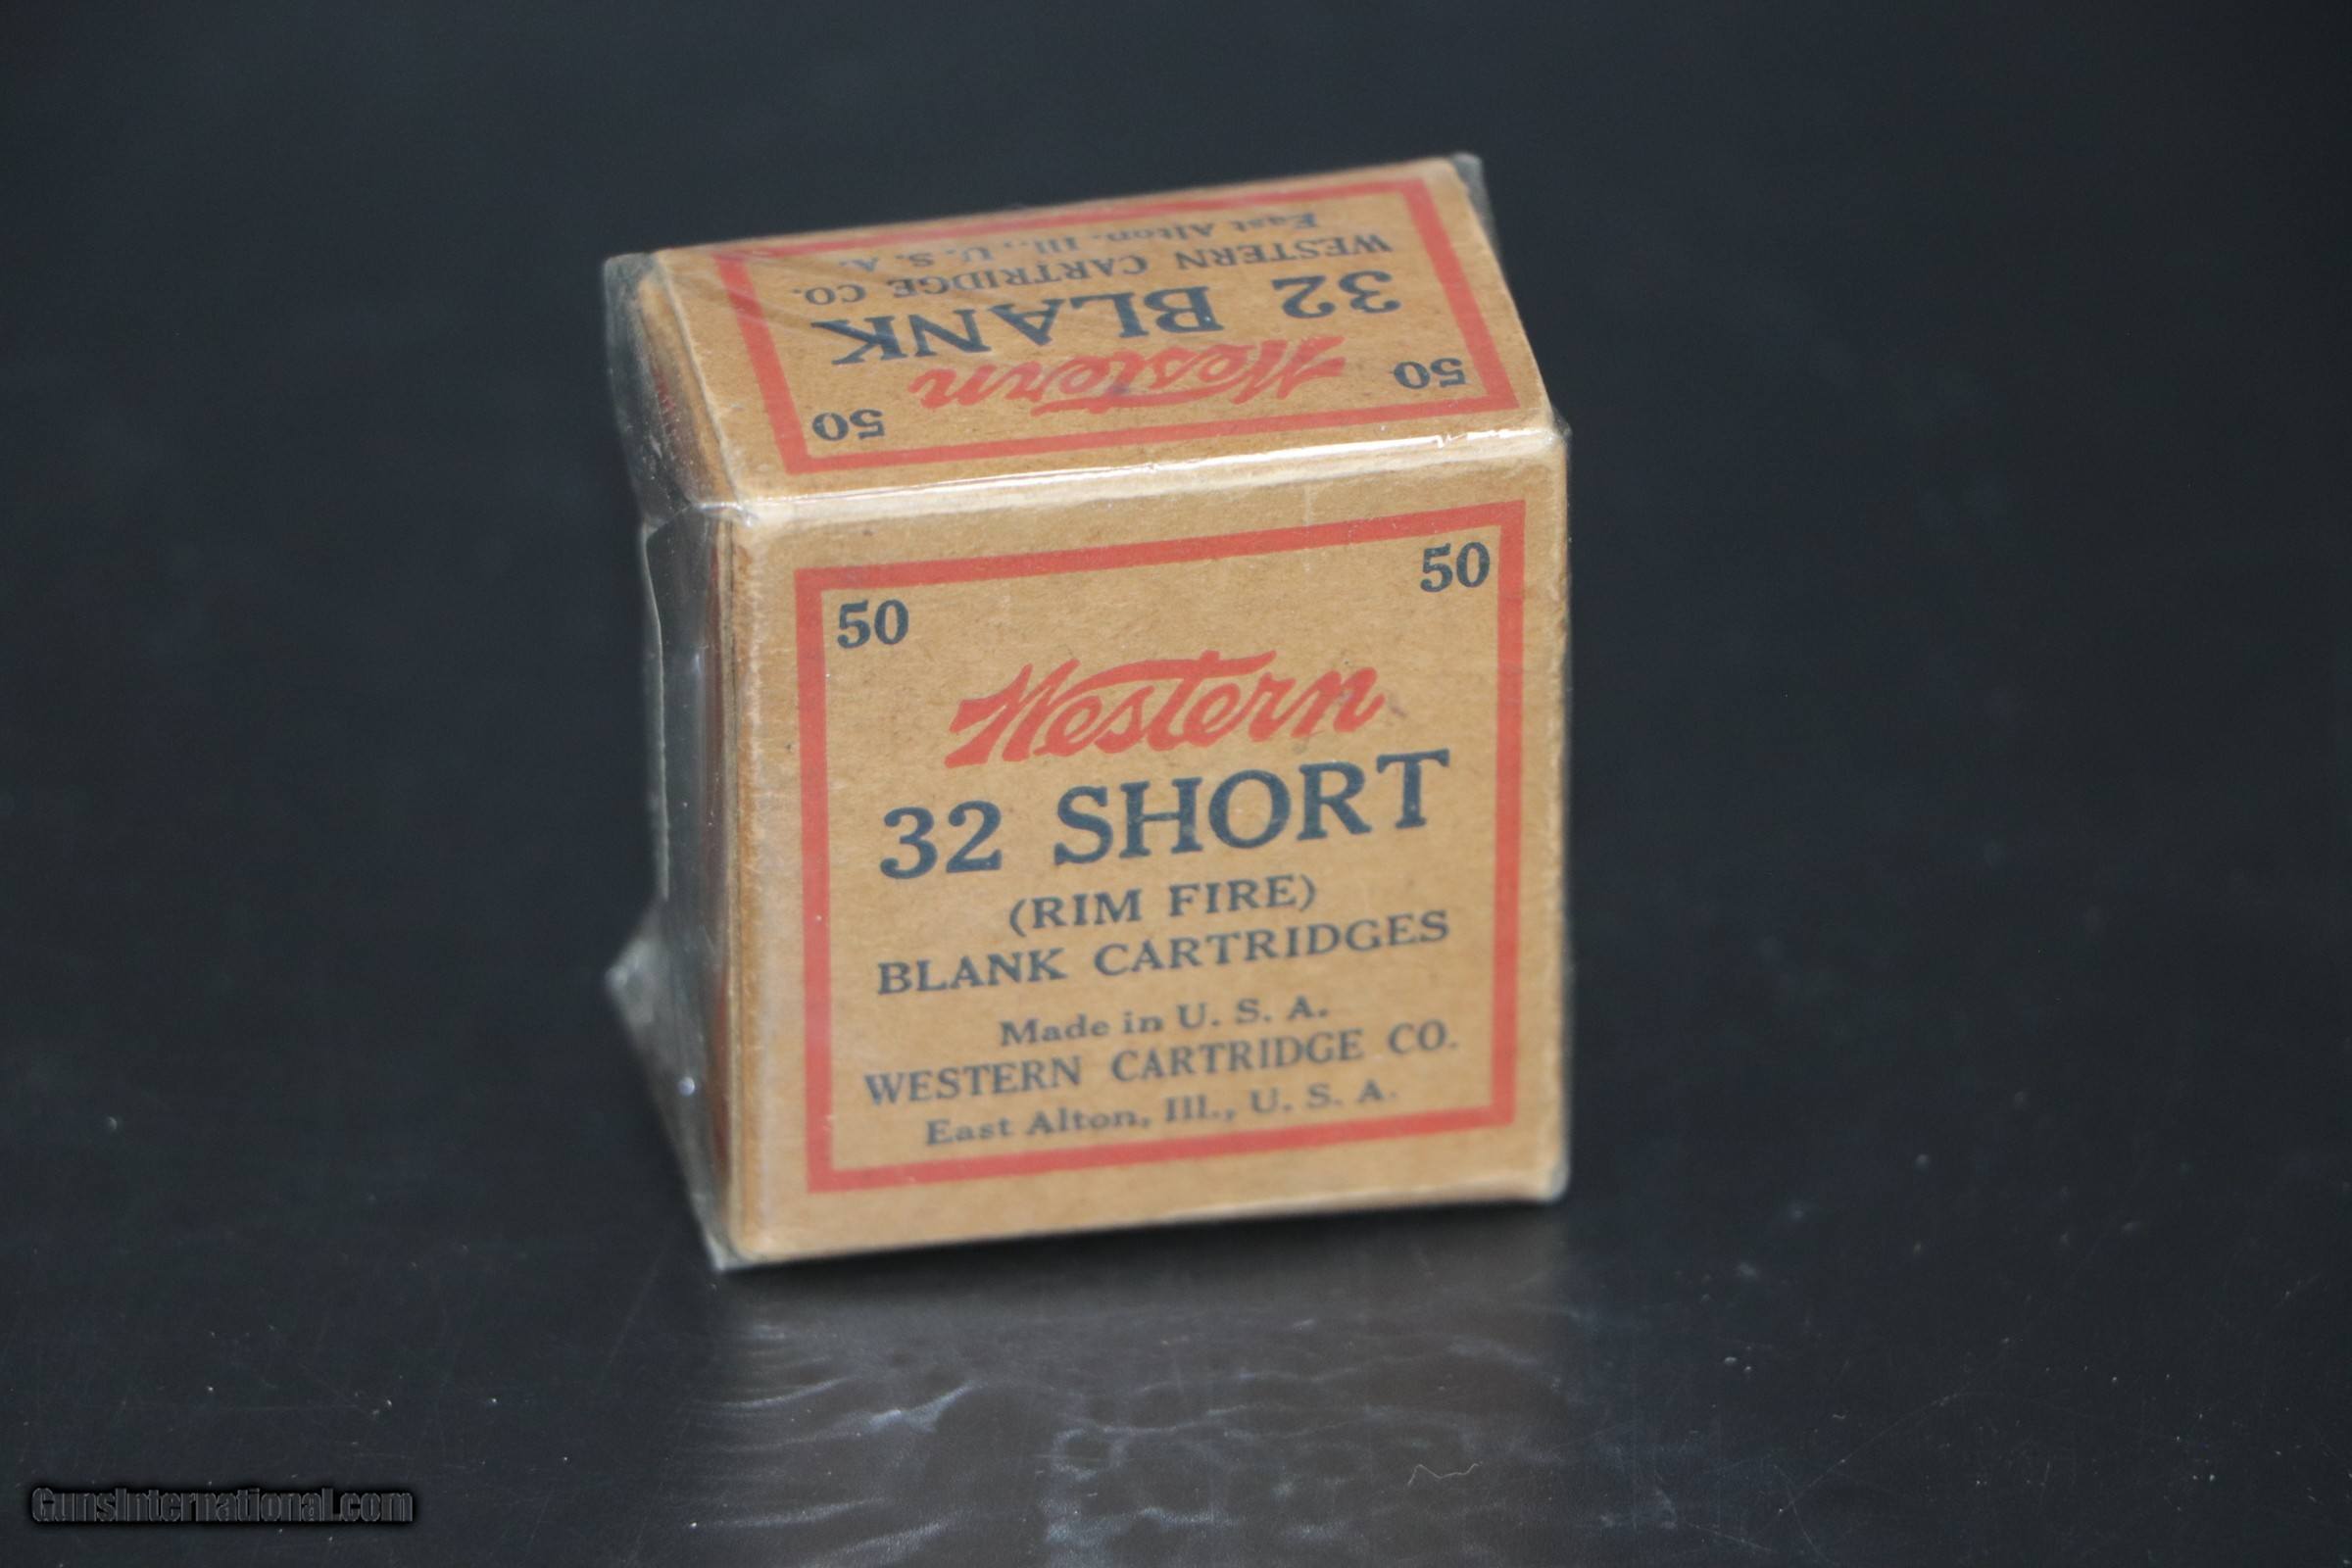 East Alton, Ill., U. S. A.
WESTERN CARTRIDGE CO.
32 BLANK
Western
50 50
50 50
Western
32 SHORT
(RIM FIRE)
BLANK CARTRIDGES
Made in U. S. A.
WESTERN CARTRIDGE CO.
East Alton, Ill., U. S. A.
GunsInternational.com